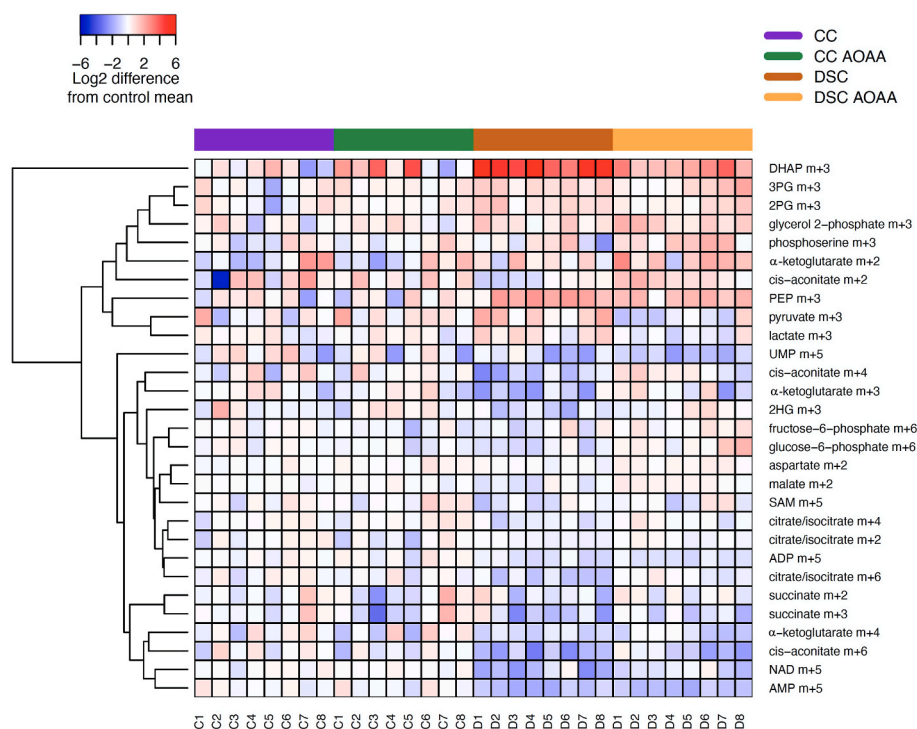 −6 −2 2 6
Log2 difference
from control mean
CC
CC AOAA
DSC
DSC AOAA
DHAP m+3
3PG m+3
2PG m+3
glycerol 2−phosphate m+3
phosphoserine m+3
α-ketoglutarate m+2
cis−aconitate m+2
PEP m+3
pyruvate m+3
lactate m+3
UMP m+5
cis−aconitate m+4
α-ketoglutarate m+3
2HG m+3
fructose−6−phosphate m+6
glucose−6−phosphate m+6
aspartate m+2
malate m+2
SAM m+5
citrate/isocitrate m+4
citrate/isocitrate m+2
ADP m+5
citrate/isocitrate m+6
succinate m+2
succinate m+3
α-ketoglutarate m+4
cis−aconitate m+6
NAD m+5
AMP m+5
C1 C2 C3 C4 C5 C6 C7 C8 C1 C2 C3 C4 C5 C6 C7 C8 D1 D2 D3 D4 D5 D6 D7 D8 D1 D2 D3 D4 D5 D6 D7 D8